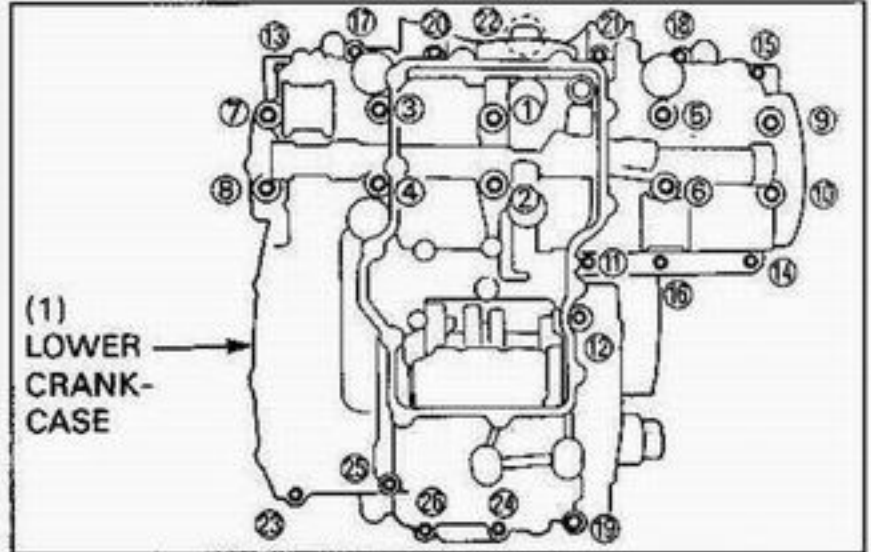 ⑰ ⑳ ㉒ ㉑ ⑱
⑬ ⑮
⑦ ③ ① ⑤ ⑨
⑧ ④ ② ⑥ ⑩
⑪ ⑯ ⑭
(1)
LOWER
CRANK-
CASE
⑫
㉕
㉓ ㉖ ㉔ ⑲